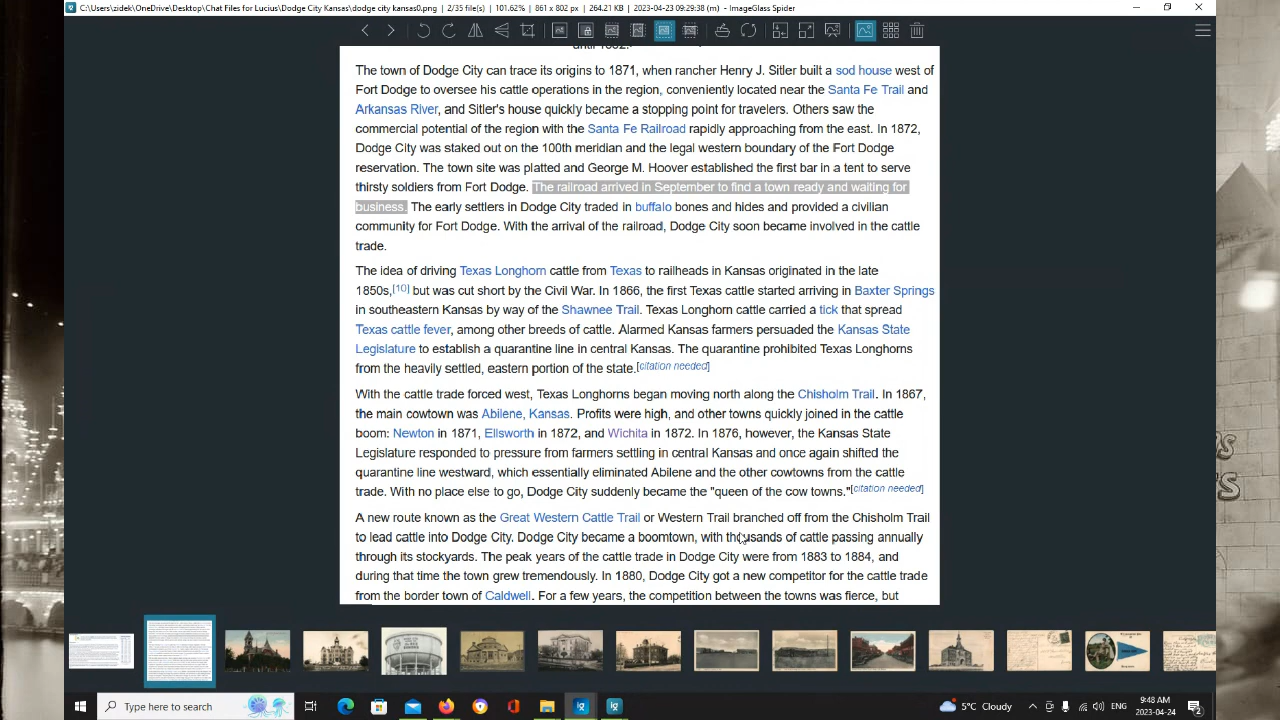 C:\Users\zidek\OneDrive\Desktop\Chat Files for Lucius\Dodge City Kansas\dodge city kansas0.png | 2/35 file(s) | 101.62% | 861 x 802 px | 264.21 KB | 2023-04-23 09:29:38 (m) - ImageGlass Spider
until 1882.
The town of Dodge City can trace its origins to 1871, when rancher Henry J. Sitler built a sod house west of
Fort Dodge to oversee his cattle operations in the region, conveniently located near the Santa Fe Trail and
Arkansas River, and Sitler's house quickly became a stopping point for travelers. Others saw the
commercial potential of the region with the Santa Fe Railroad rapidly approaching from the east. In 1872,
Dodge City was staked out on the 100th meridian and the legal western boundary of the Fort Dodge
reservation. The town site was platted and George M. Hoover established the first bar in a tent to serve
thirsty soldiers from Fort Dodge. The railroad arrived in September to find a town ready and waiting for
business. The early settlers in Dodge City traded in buffalo bones and hides and provided a civilian
community for Fort Dodge. With the arrival of the railroad, Dodge City soon became involved in the cattle
trade.
The idea of driving Texas Longhorn cattle from Texas to railheads in Kansas originated in the late
1850s,[10] but was cut short by the Civil War. In 1866, the first Texas cattle started arriving in Baxter Springs
in southeastern Kansas by way of the Shawnee Trail. Texas Longhorn cattle carried a tick that spread
Texas cattle fever, among other breeds of cattle. Alarmed Kansas farmers persuaded the Kansas State
Legislature to establish a quarantine line in central Kansas. The quarantine prohibited Texas Longhorns
from the heavily settled, eastern portion of the state.[citation needed]
With the cattle trade forced west, Texas Longhorns began moving north along the Chisholm Trail. In 1867,
the main cowtown was Abilene, Kansas. Profits were high, and other towns quickly joined in the cattle
boom: Newton in 1871, Ellsworth in 1872, and Wichita in 1872. In 1876, however, the Kansas State
Legislature responded to pressure from farmers settling in central Kansas and once again shifted the
quarantine line westward, which essentially eliminated Abilene and the other cowtowns from the cattle
trade. With no place else to go, Dodge City suddenly became the "queen of the cow towns."[citation needed]
A new route known as the Great Western Cattle Trail or Western Trail branched off from the Chisholm Trail
to lead cattle into Dodge City. Dodge City became a boomtown, with thousands of cattle passing annually
through its stockyards. The peak years of the cattle trade in Dodge City were from 1883 to 1884, and
during that time the town grew tremendously. In 1880, Dodge City got a new competitor for the cattle trade
from the border town of Caldwell. For a few years, the competition between the towns was fierce, but
Type here to search
5°C Cloudy
ENG
9:48 AM
2023-04-24
2